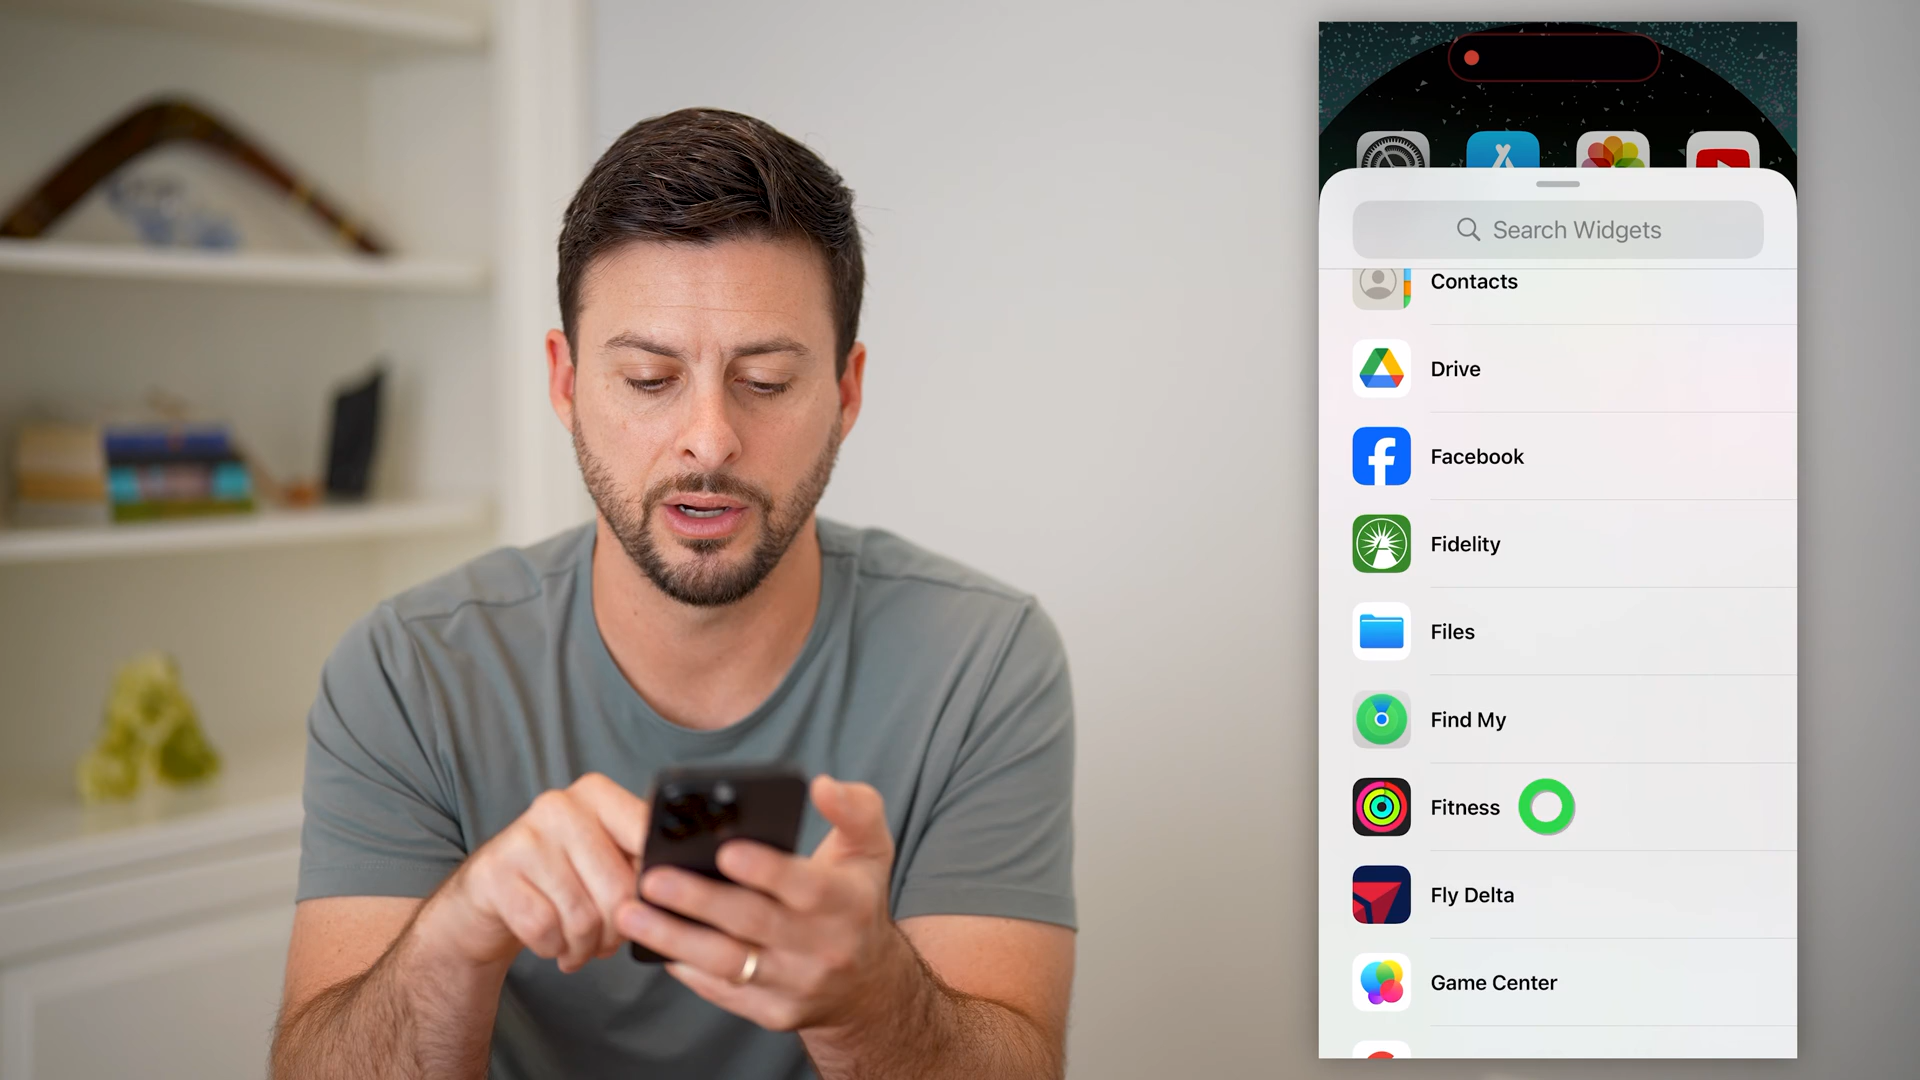 Search Widgets
Contacts
Drive
Facebook
Fidelity
Files
Find My
Fitness
Fly Delta
Game Center